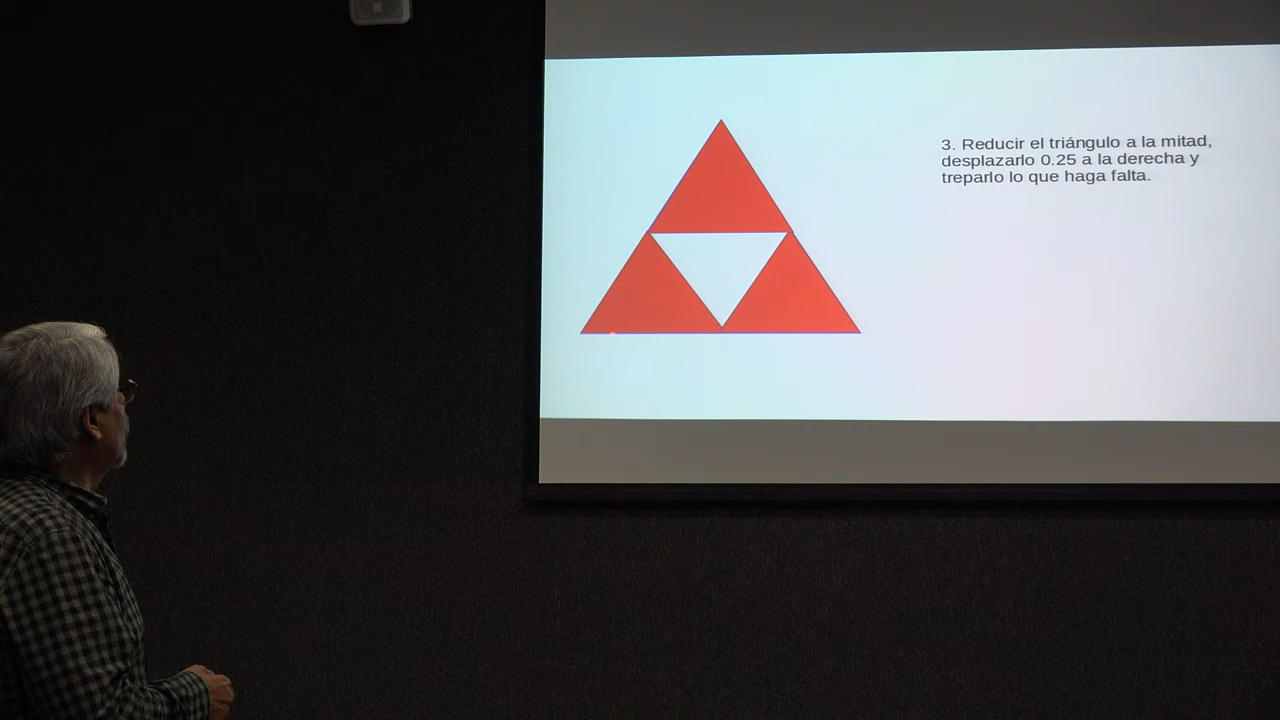 3. Reducir el triángulo a la mitad,
desplazarlo 0.25 a la derecha y
treparlo lo que haga falta.